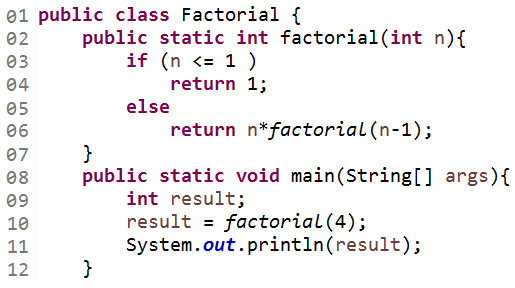 01 public class Factorial {
02     public static int factorial(int n){
03         if (n <= 1 )
04             return 1;
05         else
06             return n*factorial(n-1);
07     }
08     public static void main(String[] args){
09         int result;
10         result = factorial(4);
11         System.out.println(result);
12     }